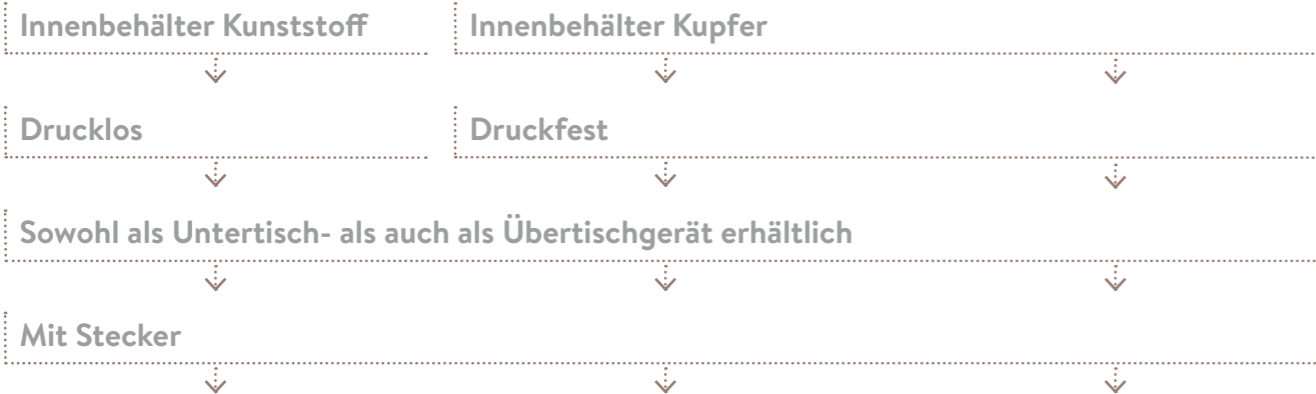 Innenbehälter Kunststoff
Innenbehälter Kupfer
Drucklos
Druckfest
Sowohl als Untertisch- als auch als Übertischgerät erhältlich
Mit Stecker